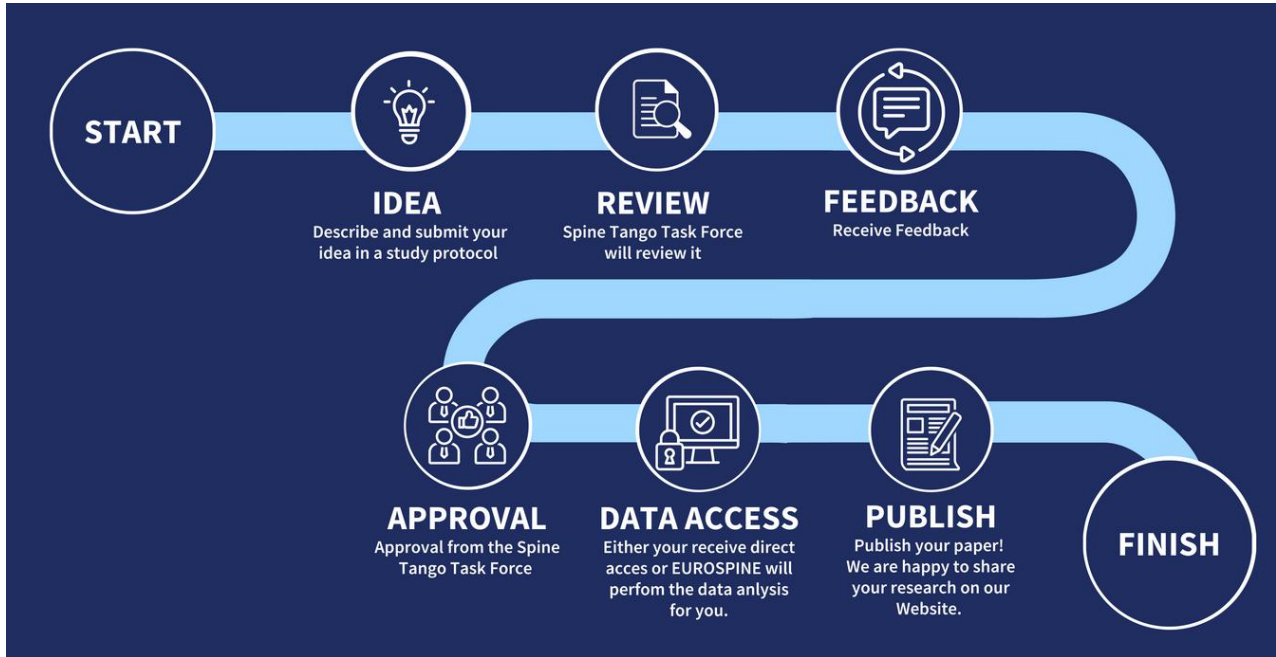 START
IDEA
Describe and submit your
idea in a study protocol
REVIEW
Spine Tango Task Force
will review it
FEEDBACK
Receive Feedback
APPROVAL
Approval from the Spine
Tango Task Force
DATA ACCESS
Either your receive direct
acces or EUROSPINE will
perfom the data anlysis
for you.
PUBLISH
Publish your paper!
We are happy to share
your research on our
Website.
FINISH